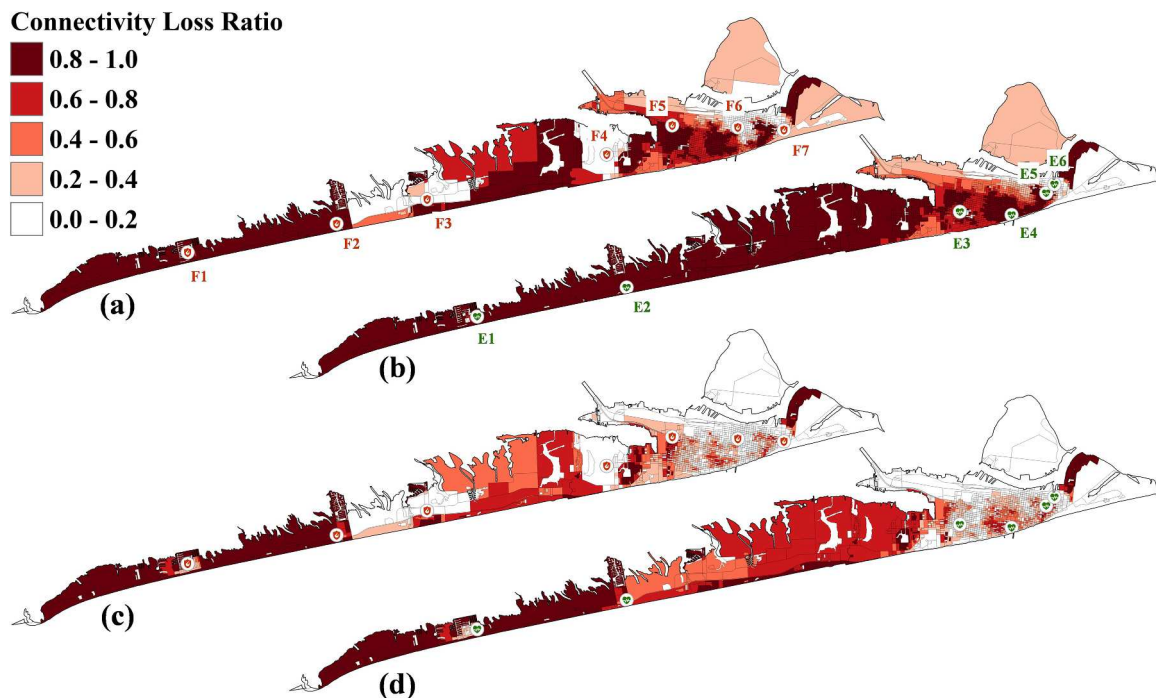 Connectivity Loss Ratio
0.8 - 1.0
0.6 - 0.8
0.4 - 0.6
0.2 - 0.4
0.0 - 0.2
F5
F6
F4
F7
F3
F2
F1
(a)
E6
E5
E3
E4
E2
E1
(b)
(c)
(d)